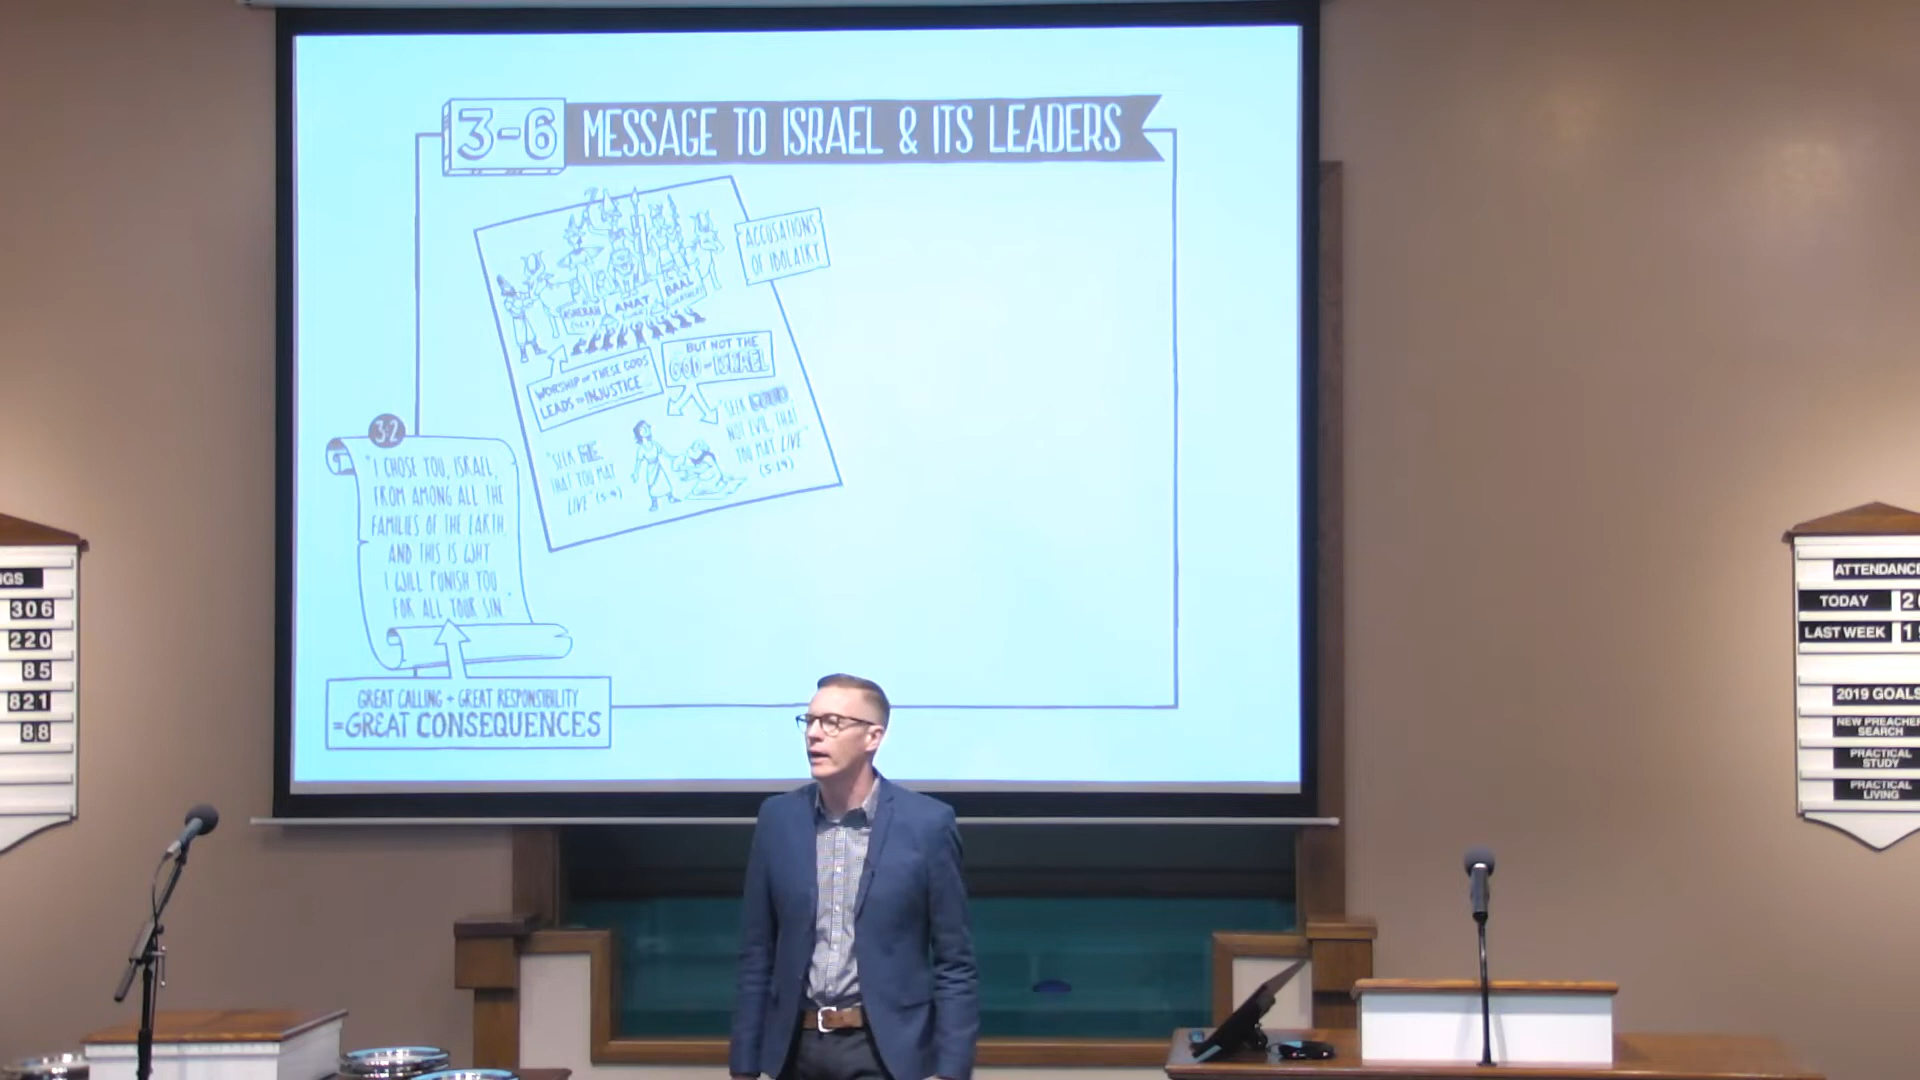 3-6 MESSAGE TO ISRAEL & ITS LEADERS
ACCUSATIONS
OF IDOLATRY
ASHERAH
ANAT
BAAL
WORSHIP OF THESE GODS
LEADS TO INJUSTICE...
BUT NOT THE
GOD OF ISRAEL
"SEEK ME
THAT YOU MAY
LIVE" (5:4)
"SEEK GOOD,
NOT EVIL, THAT
YOU MAY LIVE"
(5:14)
3:2
"I CHOSE YOU, ISRAEL,
FROM AMONG ALL THE
FAMILIES OF THE EARTH.
AND THIS IS WHY
I WILL PUNISH YOU
FOR ALL YOUR SIN."
GREAT CALLING + GREAT RESPONSIBILITY
=GREAT CONSEQUENCES
NGS
306
220
85
821
88
ATTENDANCE
TODAY 2
LAST WEEK 1
2019 GOALS
NEW PREACHER
SEARCH
PRACTICAL
STUDY
PRACTICAL
LIVING